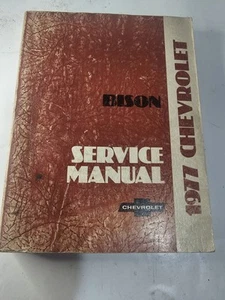 BISON
SERVICE
MANUAL
CHEVROLET
1977 CHEVROLET